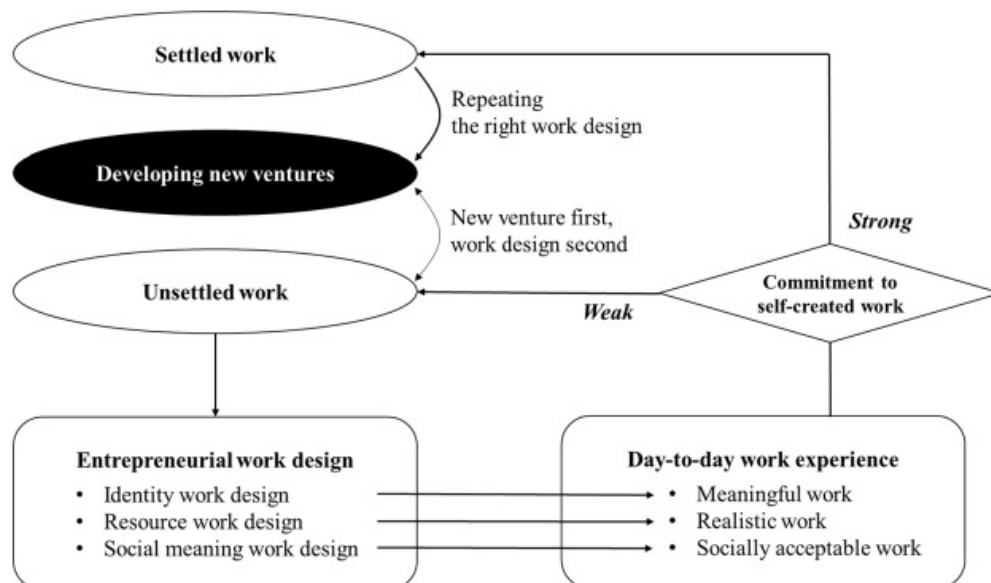 Settled work
Repeating
the right work design
Developing new ventures
New venture first,
work design second
Unsettled work
Strong
Commitment to
self-created work
Weak
Entrepreneurial work design
• Identity work design
• Resource work design
• Social meaning work design
Day-to-day work experience
• Meaningful work
• Realistic work
• Socially acceptable work